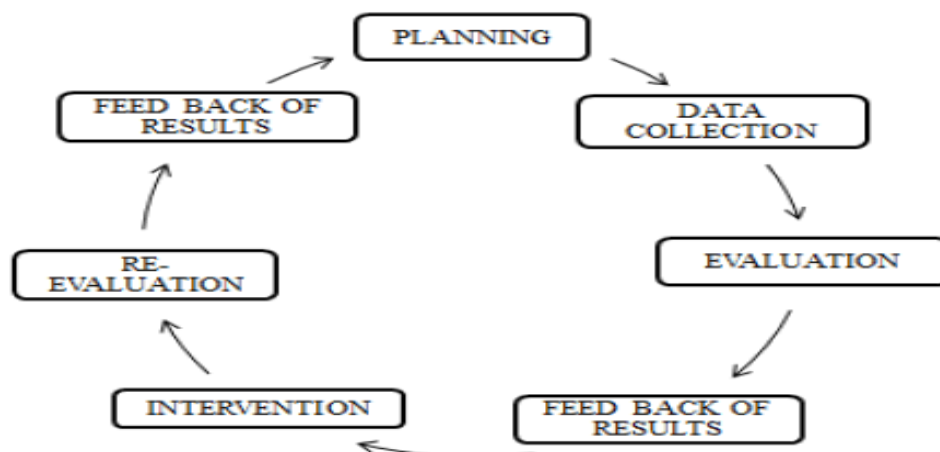 PLANNING
DATA
COLLECTION
EVALUATION
FEED BACK OF
RESULTS
INTERVENTION
RE-
EVALUATION
FEED BACK OF
RESULTS